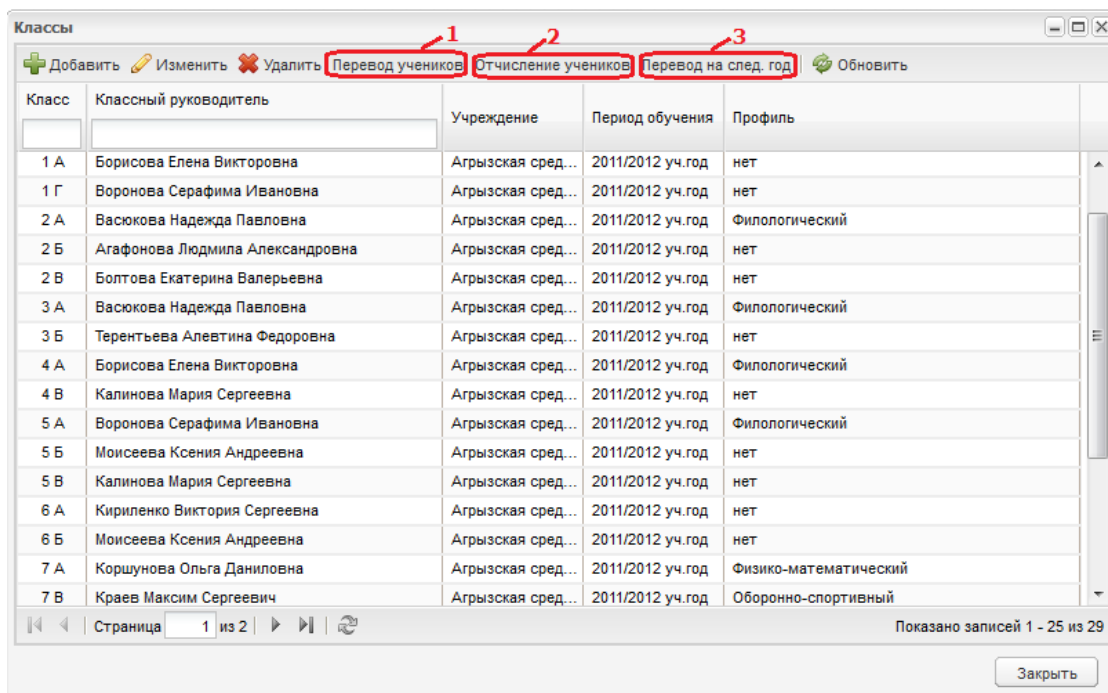 Классы
1 2 3
Добавить Изменить Удалить Перевод учеников Отчисление учеников Перевод на след. год Обновить
Класс Классный руководитель Учреждение Период обучения Профиль
1 А Борисова Елена Викторовна Агрызская сред... 2011/2012 уч.год нет
1 Г Воронова Серафима Ивановна Агрызская сред... 2011/2012 уч.год нет
2 А Васюкова Надежда Павловна Агрызская сред... 2011/2012 уч.год Филологический
2 Б Агафонова Людмила Александровна Агрызская сред... 2011/2012 уч.год нет
2 В Болтова Екатерина Валерьевна Агрызская сред... 2011/2012 уч.год нет
3 А Васюкова Надежда Павловна Агрызская сред... 2011/2012 уч.год Филологический
3 Б Терентьева Алевтина Федоровна Агрызская сред... 2011/2012 уч.год нет
4 А Борисова Елена Викторовна Агрызская сред... 2011/2012 уч.год Филологический
4 В Калинова Мария Сергеевна Агрызская сред... 2011/2012 уч.год нет
5 А Воронова Серафима Ивановна Агрызская сред... 2011/2012 уч.год Филологический
5 Б Моисеева Ксения Андреевна Агрызская сред... 2011/2012 уч.год нет
5 В Калинова Мария Сергеевна Агрызская сред... 2011/2012 уч.год нет
6 А Кириленко Виктория Сергеевна Агрызская сред... 2011/2012 уч.год нет
6 Б Моисеева Ксения Андреевна Агрызская сред... 2011/2012 уч.год нет
7 А Коршунова Ольга Даниловна Агрызская сред... 2011/2012 уч.год Физико-математический
7 В Краев Максим Сергеевич Агрызская сред... 2011/2012 уч.год Оборонно-спортивный
Страница 1 из 2 Показано записей 1 - 25 из 29
Закрыть